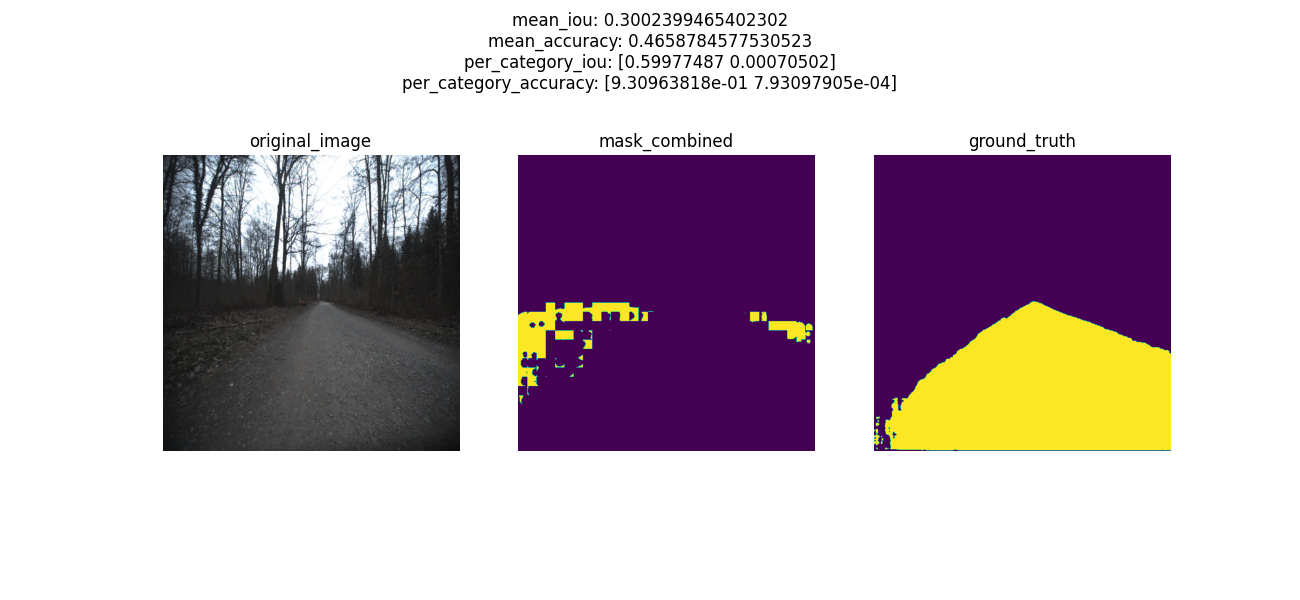 mean_iou: 0.3002399465402302
mean_accuracy: 0.4658784577530523
per_category_iou: [0.59977487 0.00070502]
per_category_accuracy: [9.30963818e-01 7.93097905e-04]
original_image
mask_combined
ground_truth